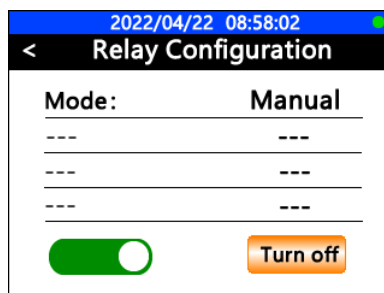 2022/04/22 08:58:02
< Relay Configuration
Mode: Manual
--- ---
--- ---
--- ---
Turn off